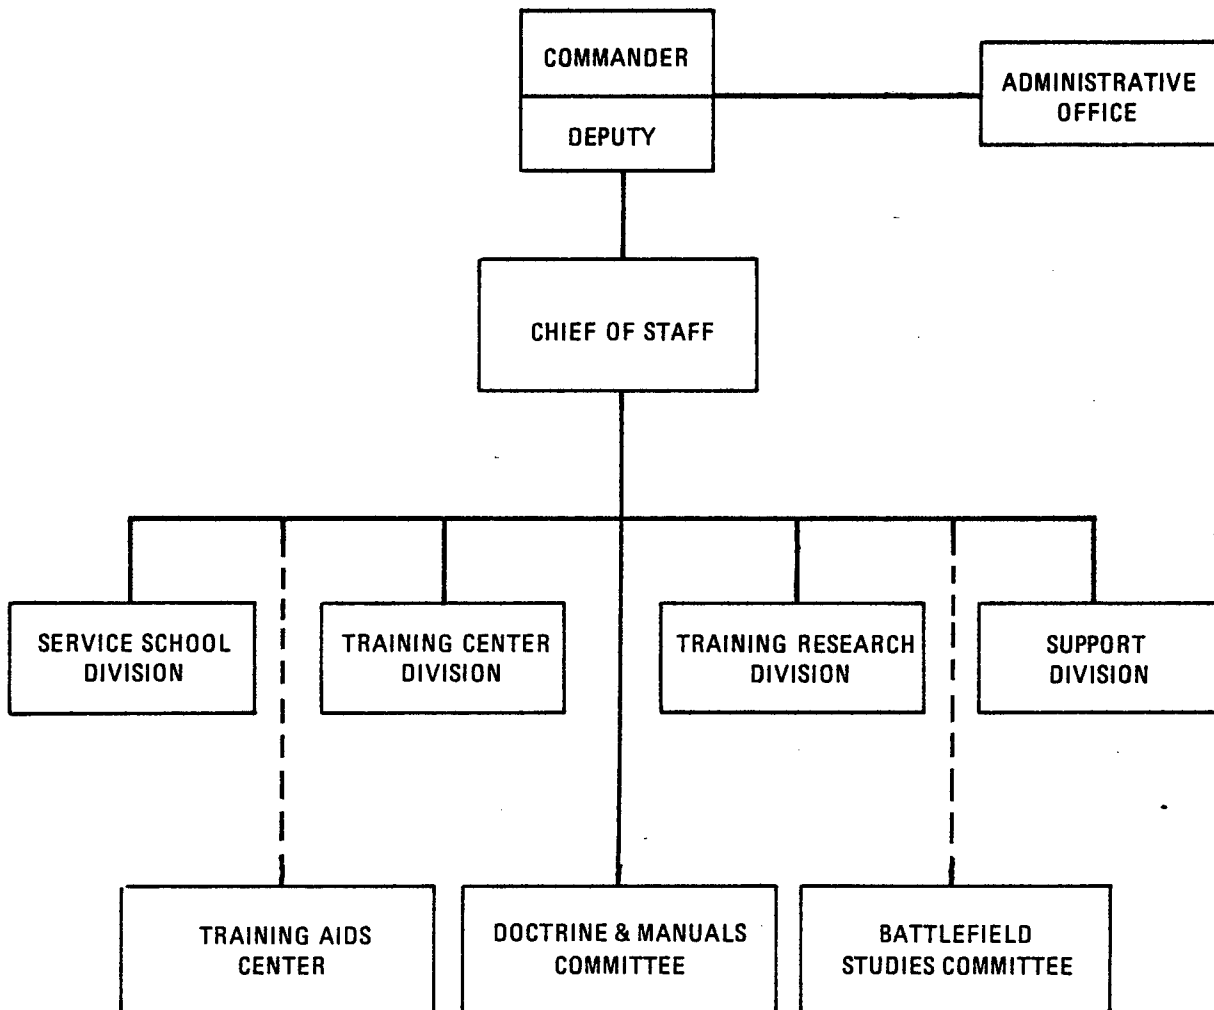 COMMANDER
DEPUTY
ADMINISTRATIVE
OFFICE
CHIEF OF STAFF
SERVICE SCHOOL
DIVISION
TRAINING CENTER
DIVISION
TRAINING RESEARCH
DIVISION
SUPPORT
DIVISION
TRAINING AIDS
CENTER
DOCTRINE & MANUALS
COMMITTEE
BATTLEFIELD
STUDIES COMMITTEE